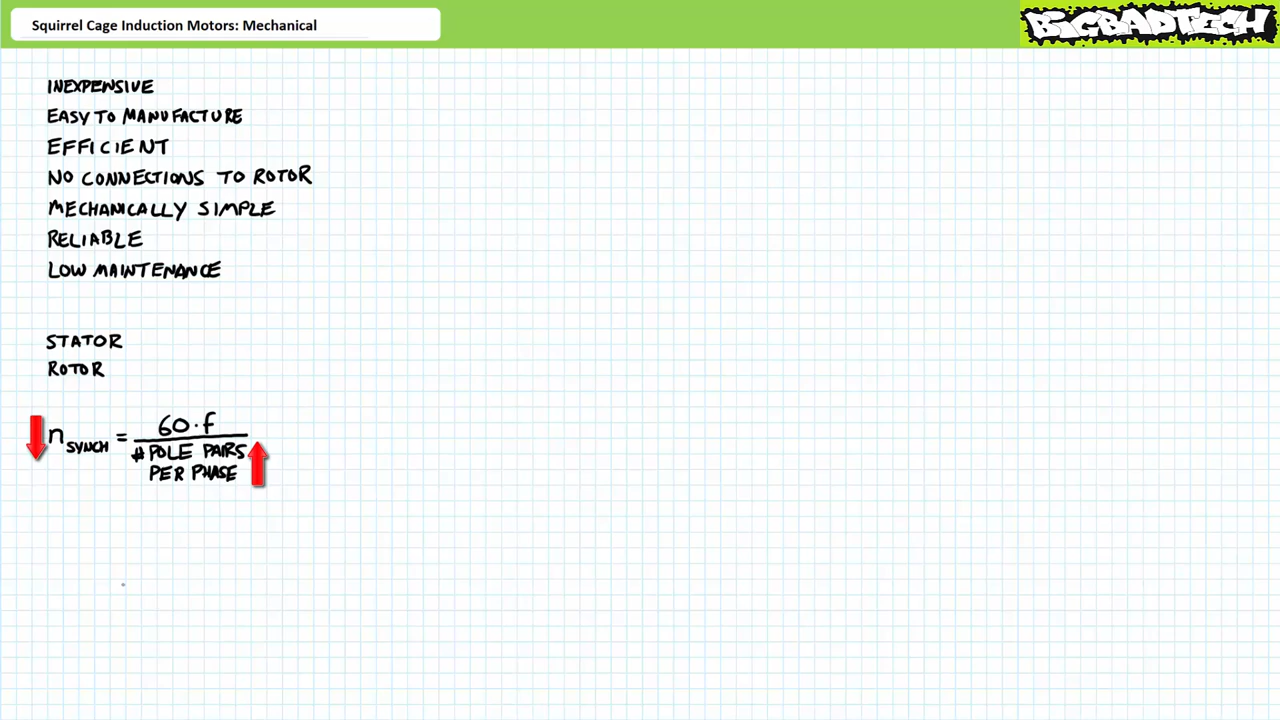 Squirrel Cage Induction Motors: Mechanical
BIGBADTECH
INEXPENSIVE
EASY TO MANUFACTURE
EFFICIENT
NO CONNECTIONS TO ROTOR
MECHANICALLY SIMPLE
RELIABLE
LOW MAINTENANCE
STATOR
ROTOR
n SYNCH = 60·f
# POLE PAIRS
PER PHASE